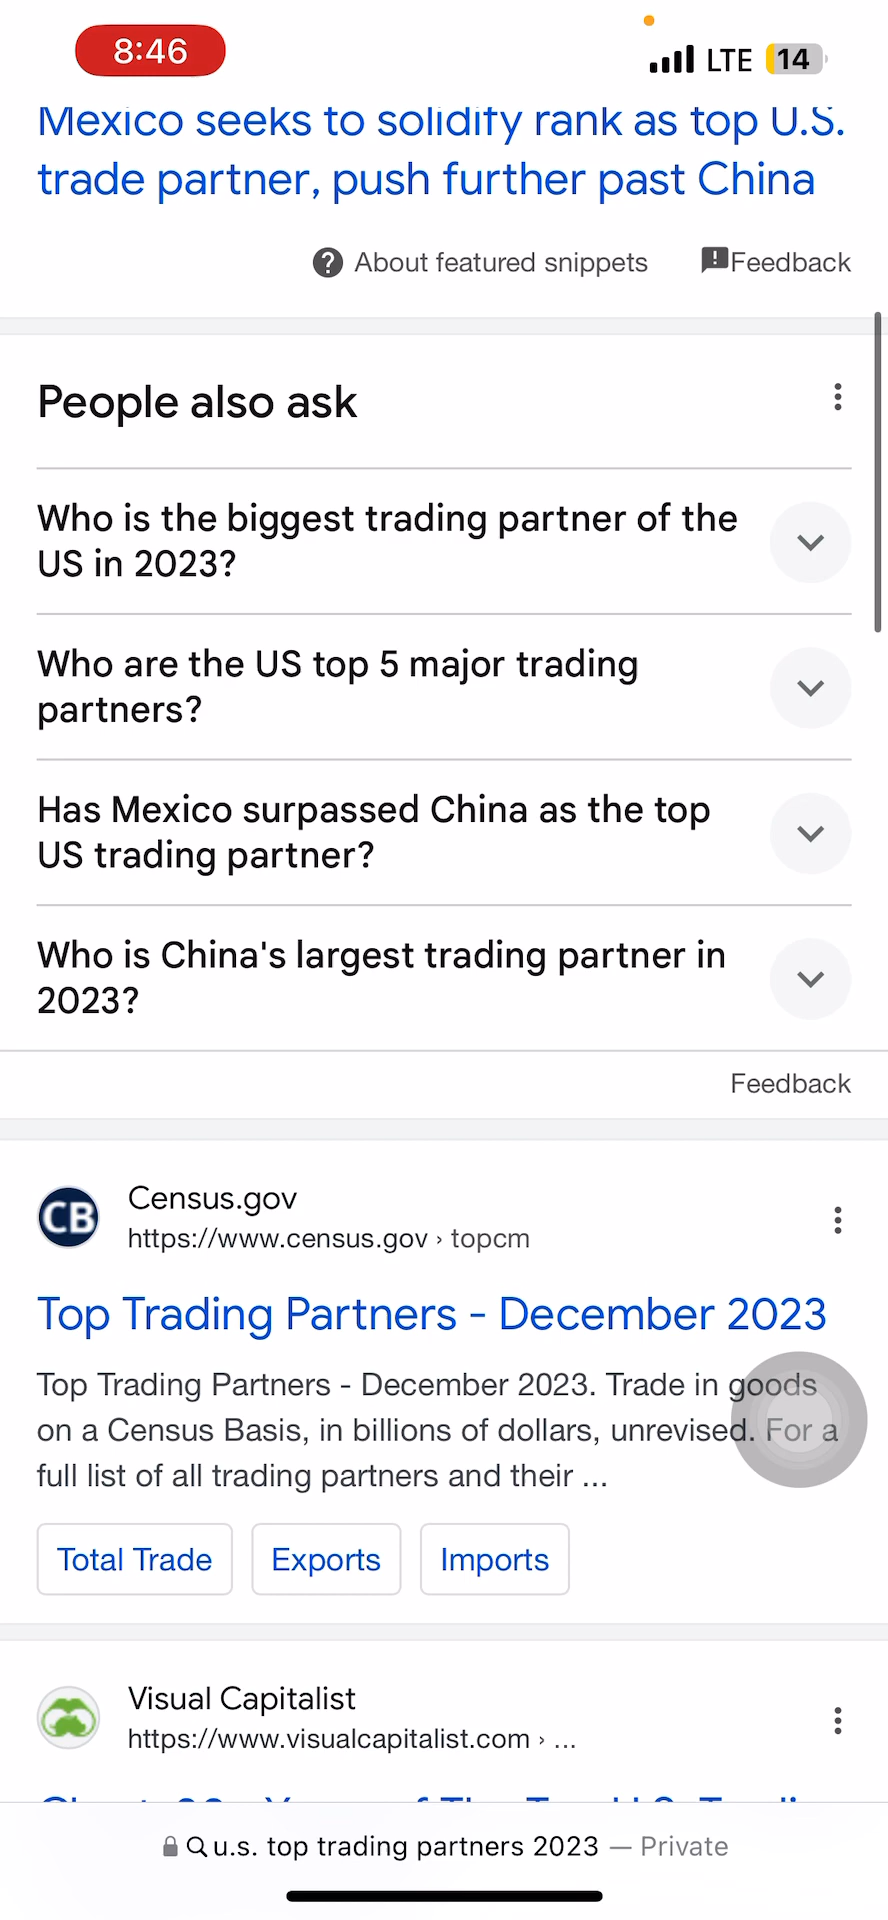 8:46
LTE 14
Mexico seeks to solidify rank as top U.S.
trade partner, push further past China
About featured snippets
Feedback
People also ask
Who is the biggest trading partner of the
US in 2023?
Who are the US top 5 major trading
partners?
Has Mexico surpassed China as the top
US trading partner?
Who is China's largest trading partner in
2023?
Feedback
CB
Census.gov
https://www.census.gov › topcm
Top Trading Partners - December 2023
Top Trading Partners - December 2023. Trade in goods
on a Census Basis, in billions of dollars, unrevised. For a
full list of all trading partners and their ...
Total Trade
Exports
Imports
Visual Capitalist
https://www.visualcapitalist.com › ...
u.s. top trading partners 2023 — Private